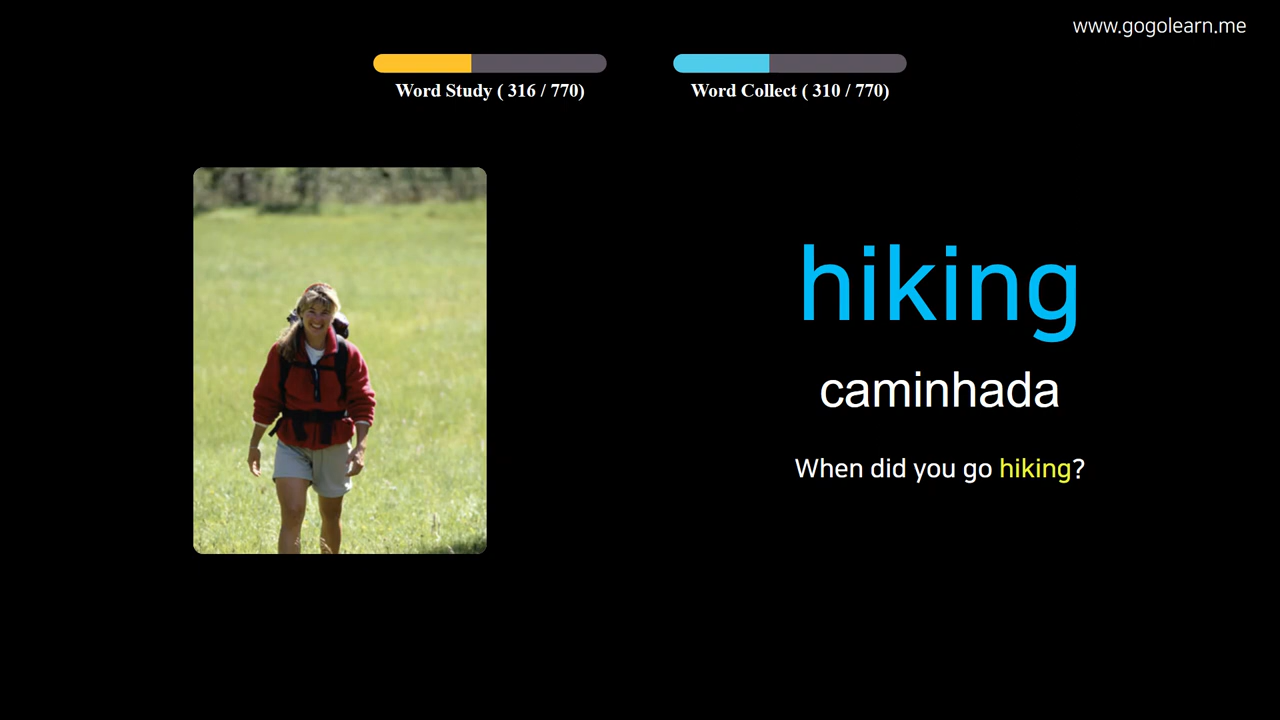 www.gogolearn.me
Word Study ( 316 / 770)
Word Collect ( 310 / 770)
hiking
caminhada
When did you go hiking?